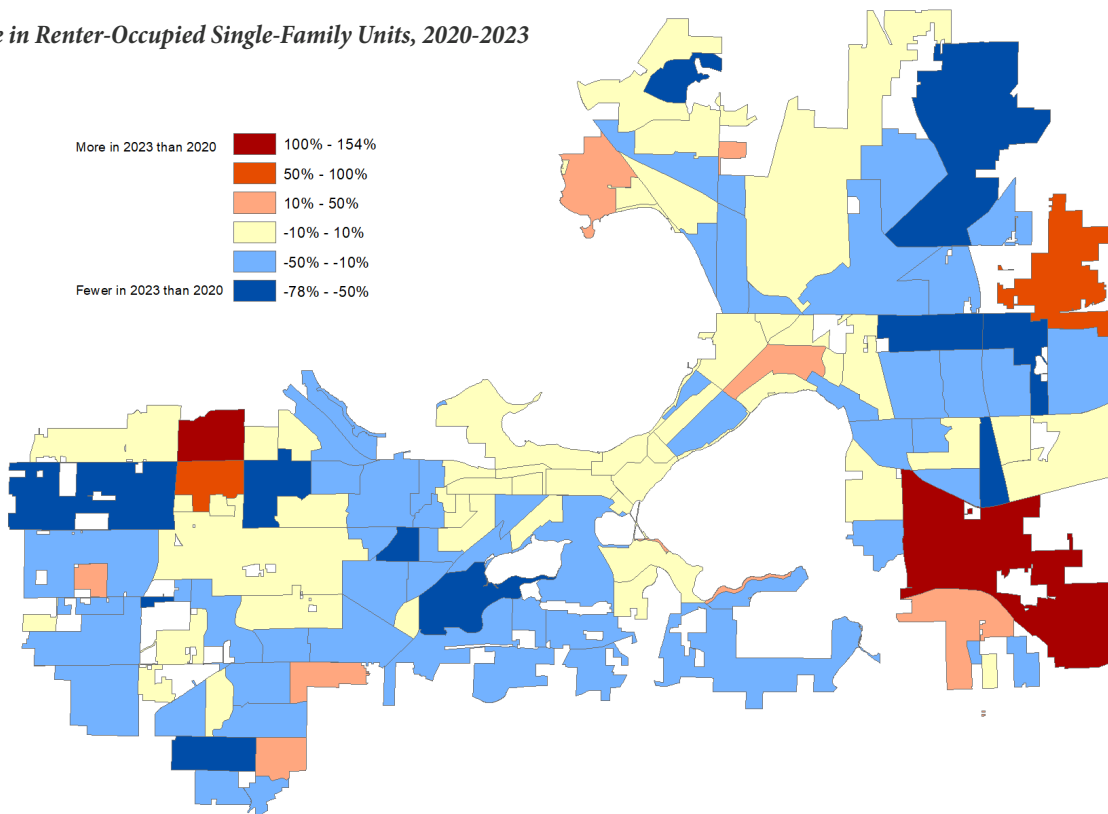 e in Renter-Occupied Single-Family Units, 2020-2023
More in 2023 than 2020
100% - 154%
50% - 100%
10% - 50%
-10% - 10%
-50% - -10%
Fewer in 2023 than 2020
-78% - -50%